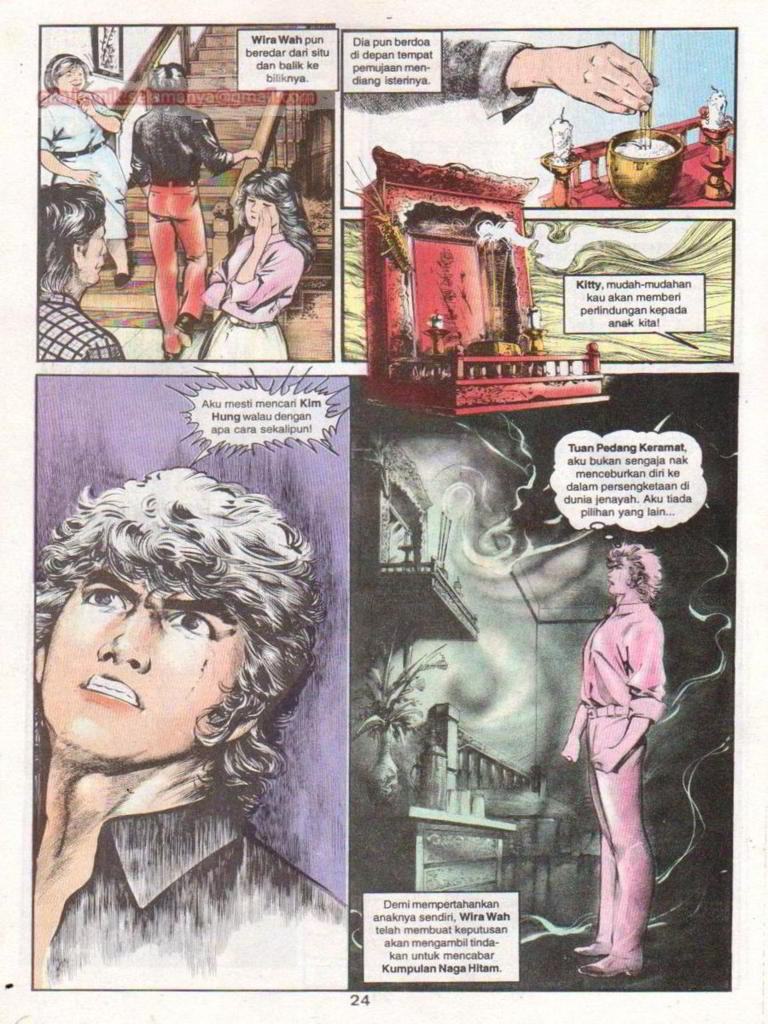 Wira Wah pun
beredar dari situ
dan balik ke
biliknya.
Dia pun berdoa
di depan tempat
pemujaan men-
diang isterinya.
Kitty, mudah-mudahan
kau akan memberi
perlindungan kepada
anak kita!
Aku mesti mencari Kim
Hung walau dengan
apa cara sekalipun!
Tuan Pedang Keramat,
aku bukan sengaja nak
menceburkan diri ke
dalam persengketaan di
dunia jenayah. Aku tiada
pilihan yang lain...
Demi mempertahankan
anaknya sendiri, Wira Wah
telah membuat keputusan
akan mengambil tinda-
kan untuk mencabar
Kumpulan Naga Hitam.
24